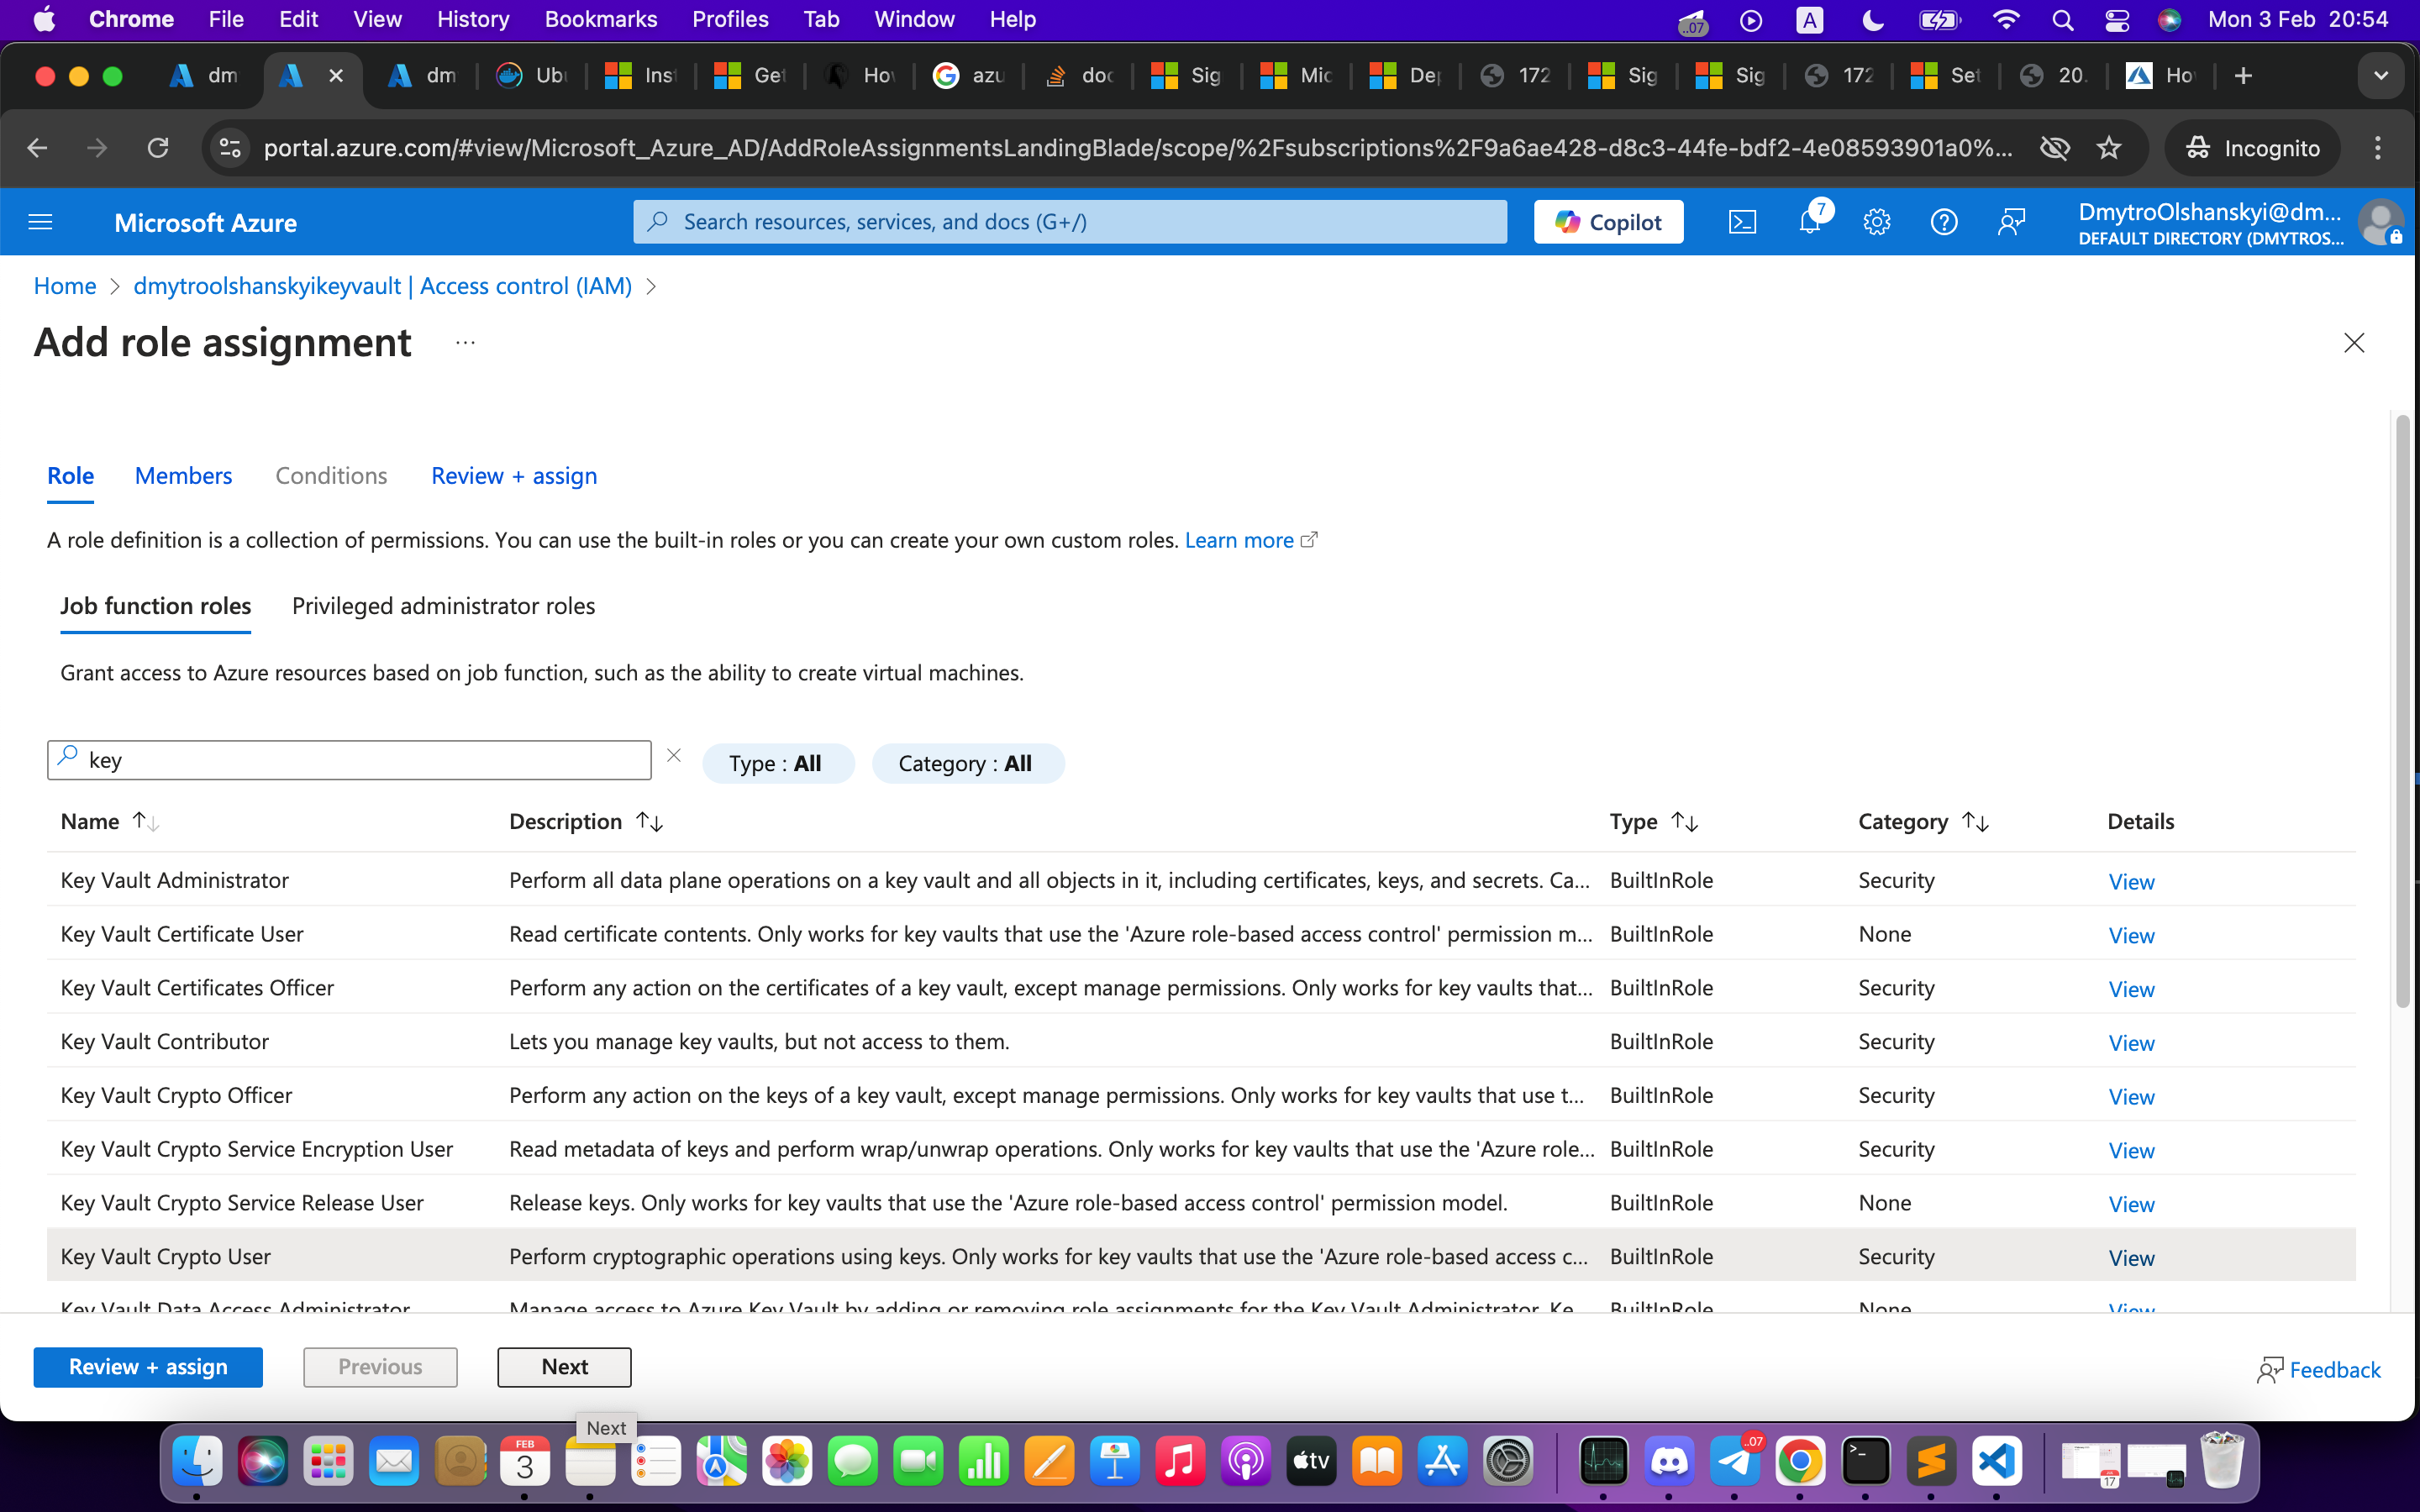 Chrome File Edit View History Bookmarks Profiles Tab Window Help ..07 A Mon 3 Feb 20:54
dm dm Ub Ins Get Ho azu doc Sig Mic Dep 172 Sig Sig 172 Set 20. Ho
portal.azure.com/#view/Microsoft_Azure_AD/AddRoleAssignmentsLandingBlade/scope/%2Fsubscriptions%2F9a6ae428-d8c3-44fe-bdf2-4e08593901a0%... Incognito
Microsoft Azure Search resources, services, and docs (G+/) Copilot 7 DmytroOlshanskyi@dm...
DEFAULT DIRECTORY (DMYTROS...
Home > dmytroolshanskyikeyvault | Access control (IAM) >
Add role assignment ...
Role Members Conditions Review + assign
A role definition is a collection of permissions. You can use the built-in roles or you can create your own custom roles. Learn more
Job function roles Privileged administrator roles
Grant access to Azure resources based on job function, such as the ability to create virtual machines.
key Type : All Category : All
Name Description Type Category Details
Key Vault Administrator Perform all data plane operations on a key vault and all objects in it, including certificates, keys, and secrets. Ca... BuiltInRole Security View
Key Vault Certificate User Read certificate contents. Only works for key vaults that use the 'Azure role-based access control' permission m... BuiltInRole None View
Key Vault Certificates Officer Perform any action on the certificates of a key vault, except manage permissions. Only works for key vaults that... BuiltInRole Security View
Key Vault Contributor Lets you manage key vaults, but not access to them. BuiltInRole Security View
Key Vault Crypto Officer Perform any action on the keys of a key vault, except manage permissions. Only works for key vaults that use t... BuiltInRole Security View
Key Vault Crypto Service Encryption User Read metadata of keys and perform wrap/unwrap operations. Only works for key vaults that use the 'Azure role... BuiltInRole Security View
Key Vault Crypto Service Release User Release keys. Only works for key vaults that use the 'Azure role-based access control' permission model. BuiltInRole None View
Key Vault Crypto User Perform cryptographic operations using keys. Only works for key vaults that use the 'Azure role-based access c... BuiltInRole Security View
Key Vault Data Access Administrator Manage access to Azure Key Vault by adding or removing role assignments for the Key Vault Administrator, Ke... BuiltInRole None View
Review + assign Previous Next Feedback
Next
FEB
3 tv ..07 17